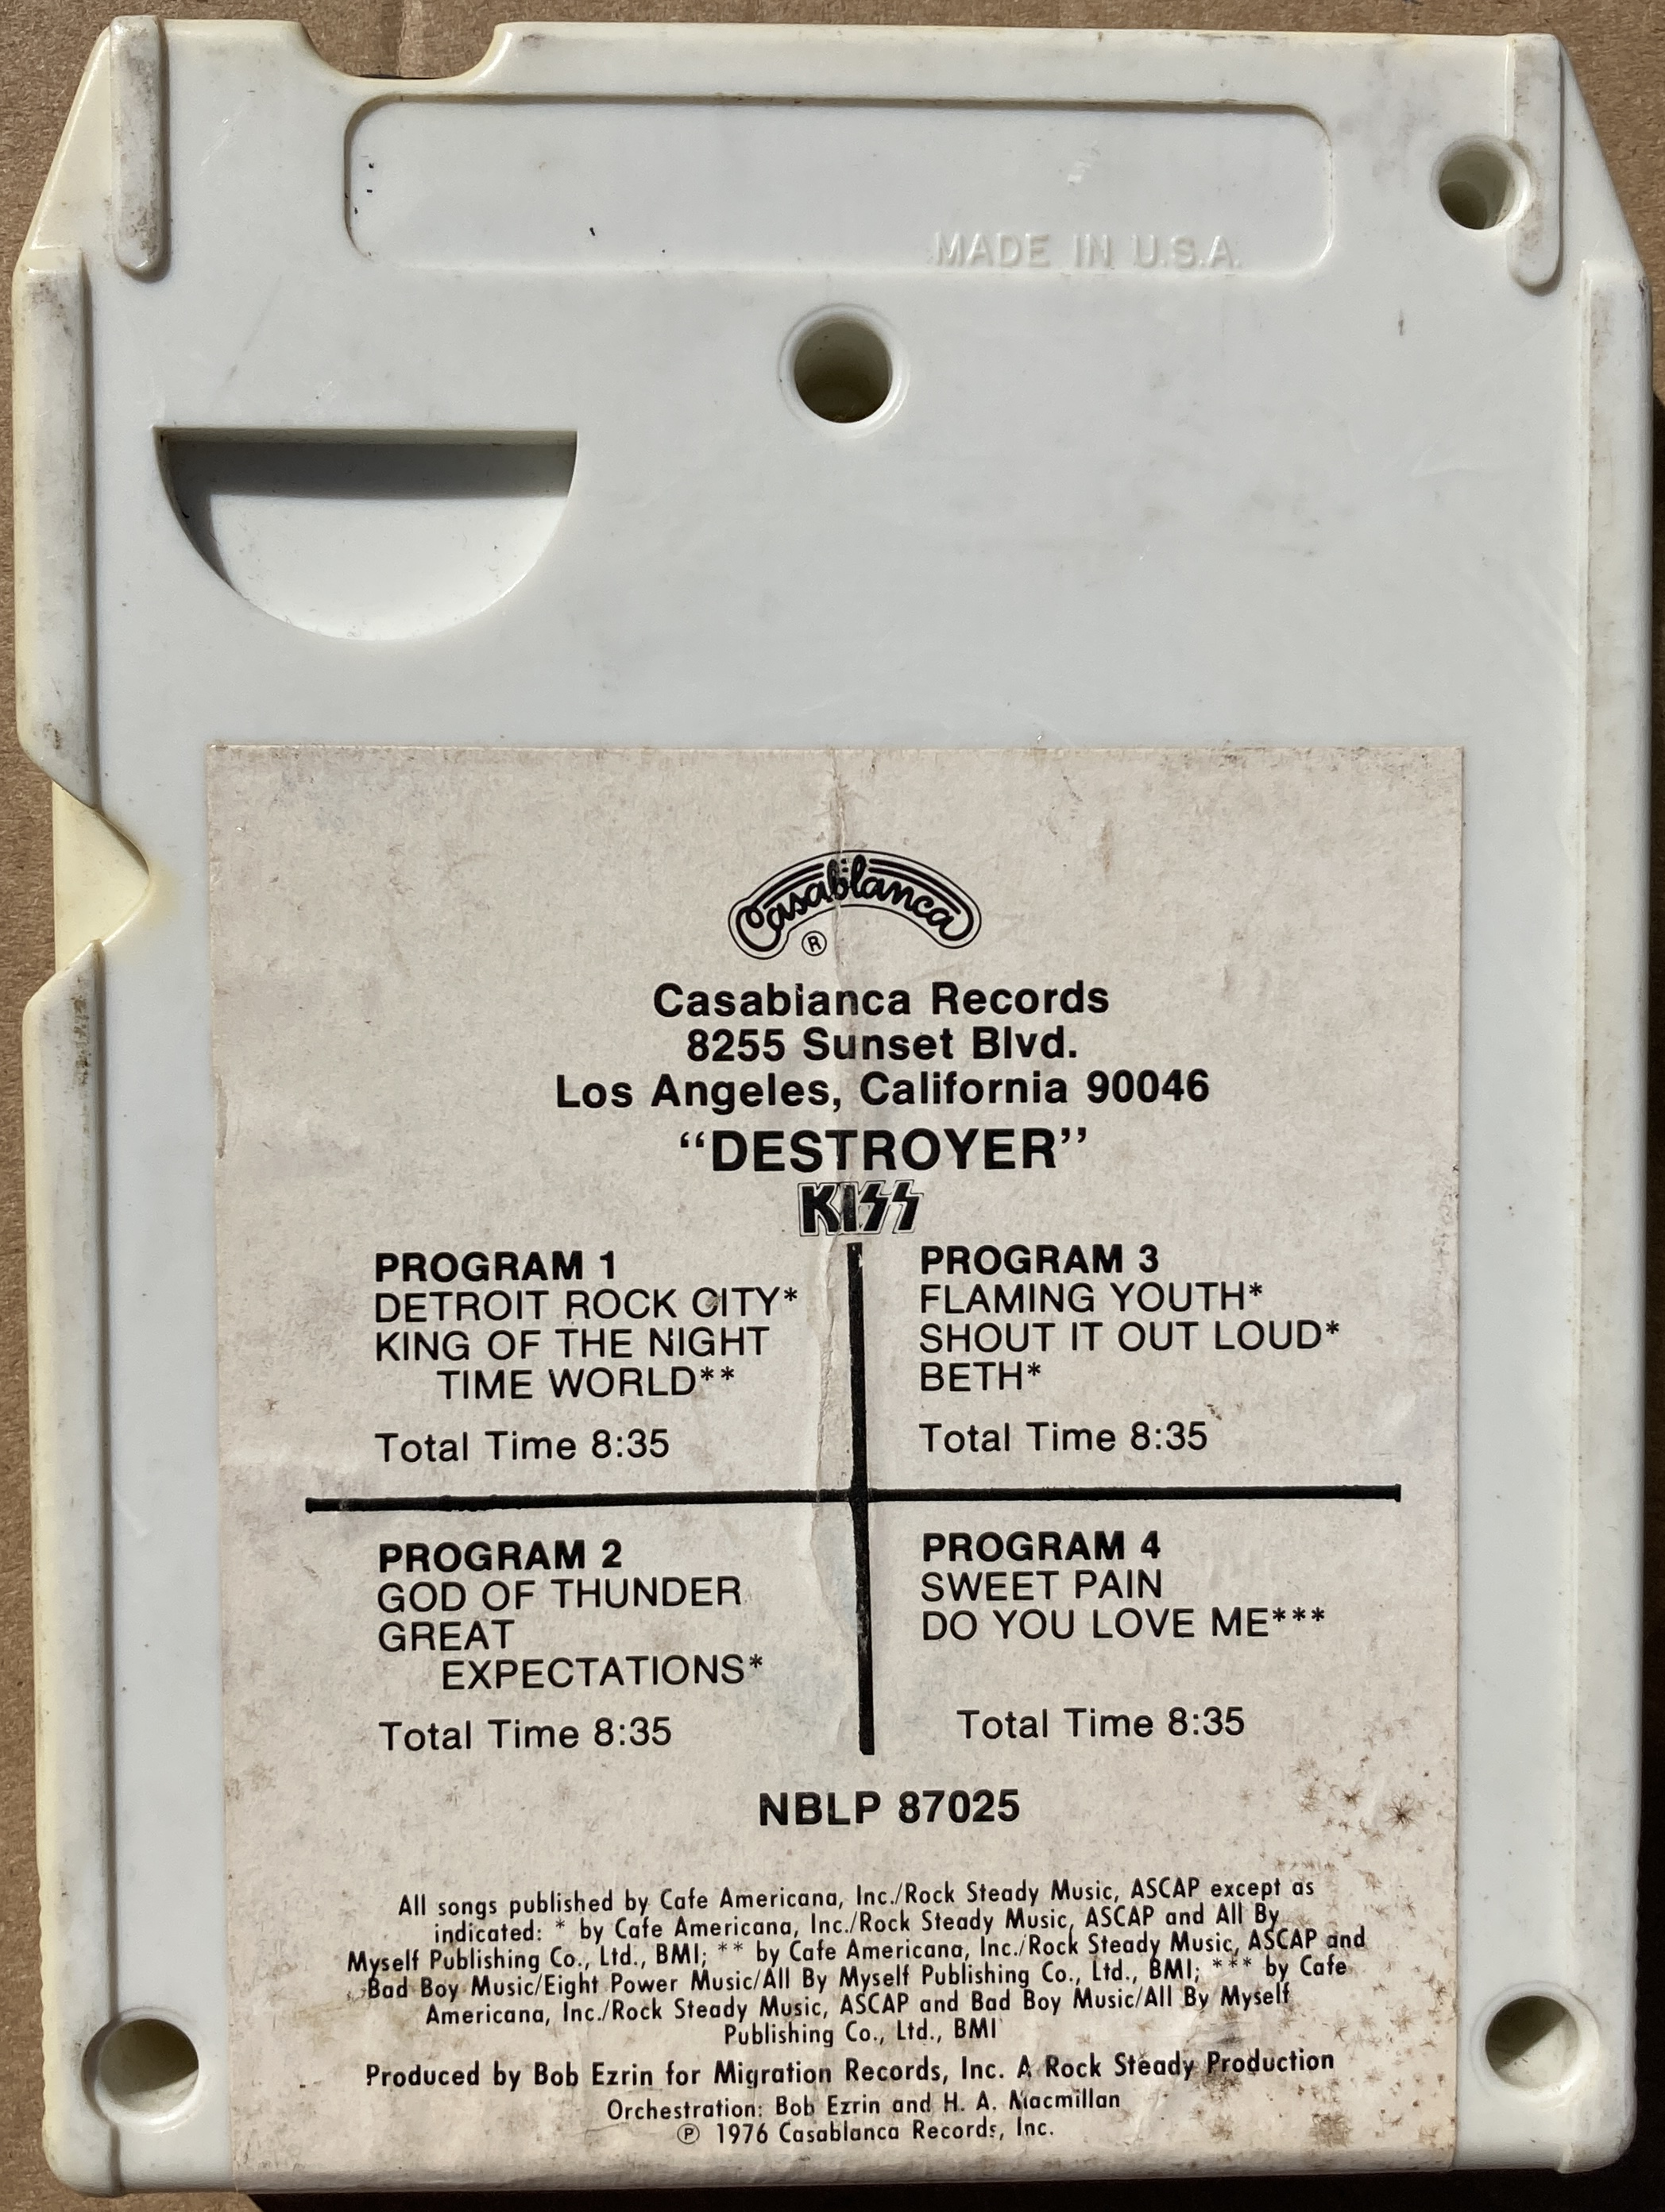 MADE IN U.S.A.
Casablanca
®
Casablanca Records
8255 Sunset Blvd.
Los Angeles, California 90046
“DESTROYER”
KISS
PROGRAM 1
DETROIT ROCK CITY*
KING OF THE NIGHT
TIME WORLD**
Total Time 8:35
PROGRAM 3
FLAMING YOUTH*
SHOUT IT OUT LOUD*
BETH*
Total Time 8:35
PROGRAM 2
GOD OF THUNDER
GREAT
EXPECTATIONS*
Total Time 8:35
PROGRAM 4
SWEET PAIN
DO YOU LOVE ME***
Total Time 8:35
NBLP 87025
All songs published by Cafe Americana, Inc./Rock Steady Music, ASCAP except as
indicated: * by Cafe Americana, Inc./Rock Steady Music, ASCAP and All By
Myself Publishing Co., Ltd., BMI; ** by Cafe Americana, Inc./Rock Steady Music, ASCAP and
Bad Boy Music/Eight Power Music/All By Myself Publishing Co., Ltd., BMI; *** by Cafe
Americana, Inc./Rock Steady Music, ASCAP and Bad Boy Music/All By Myself
Publishing Co., Ltd., BMI
Produced by Bob Ezrin for Migration Records, Inc. A Rock Steady Production
Orchestration: Bob Ezrin and H. A. Macmillan
℗ 1976 Casablanca Records, Inc.